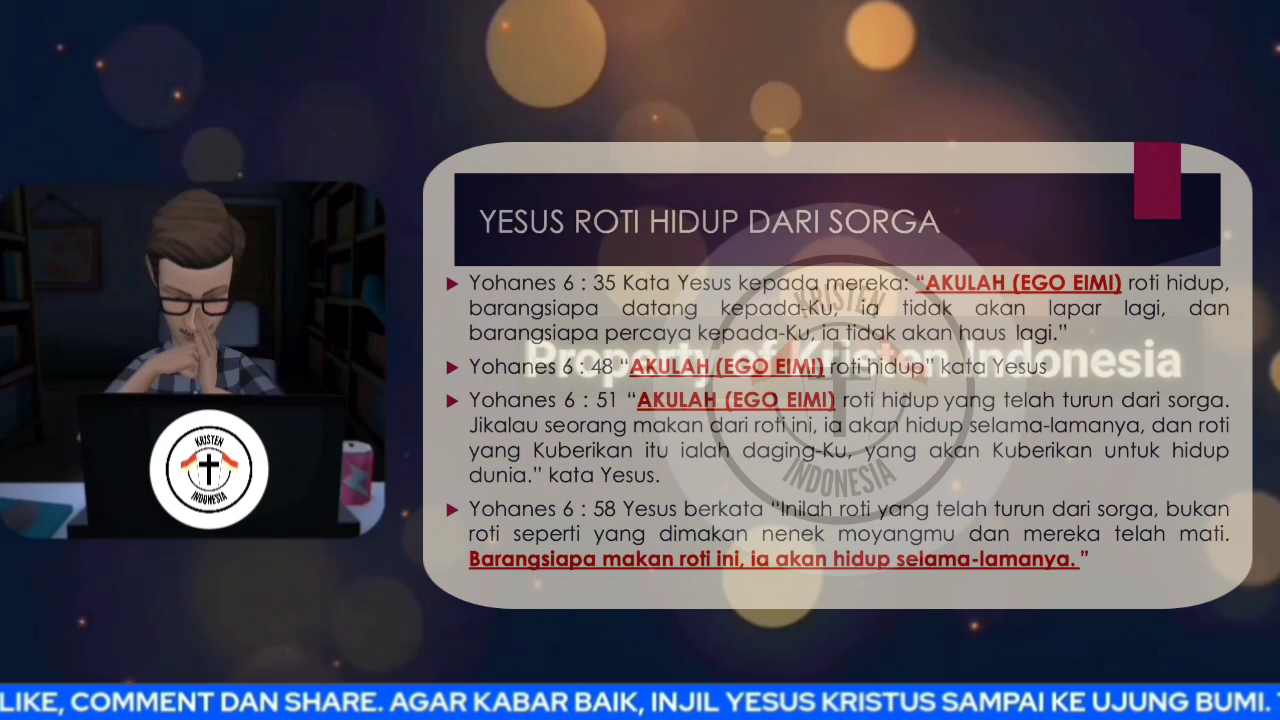 YESUS ROTI HIDUP DARI SORGA
Yohanes 6 : 35 Kata Yesus kepada mereka: “AKULAH (EGO EIMI) roti hidup,
barangsiapa datang kepada-Ku, ia tidak akan lapar lagi, dan
barangsiapa percaya kepada-Ku, ia tidak akan haus lagi.”
Yohanes 6 : 48 “AKULAH (EGO EIMI) roti hidup” kata Yesus
Yohanes 6 : 51 “AKULAH (EGO EIMI) roti hidup yang telah turun dari sorga.
Jikalau seorang makan dari roti ini, ia akan hidup selama-lamanya, dan roti
yang Kuberikan itu ialah daging-Ku, yang akan Kuberikan untuk hidup
dunia.” kata Yesus.
Yohanes 6 : 58 Yesus berkata “Inilah roti yang telah turun dari sorga, bukan
roti seperti yang dimakan nenek moyangmu dan mereka telah mati.
Barangsiapa makan roti ini, ia akan hidup selama-lamanya. ”
Property of Kristen Indonesia
KRISTEN
INDONESIA
KRISTEN
INDONESIA
LIKE, COMMENT DAN SHARE. AGAR KABAR BAIK, INJIL YESUS KRISTUS SAMPAI KE UJUNG BUMI.